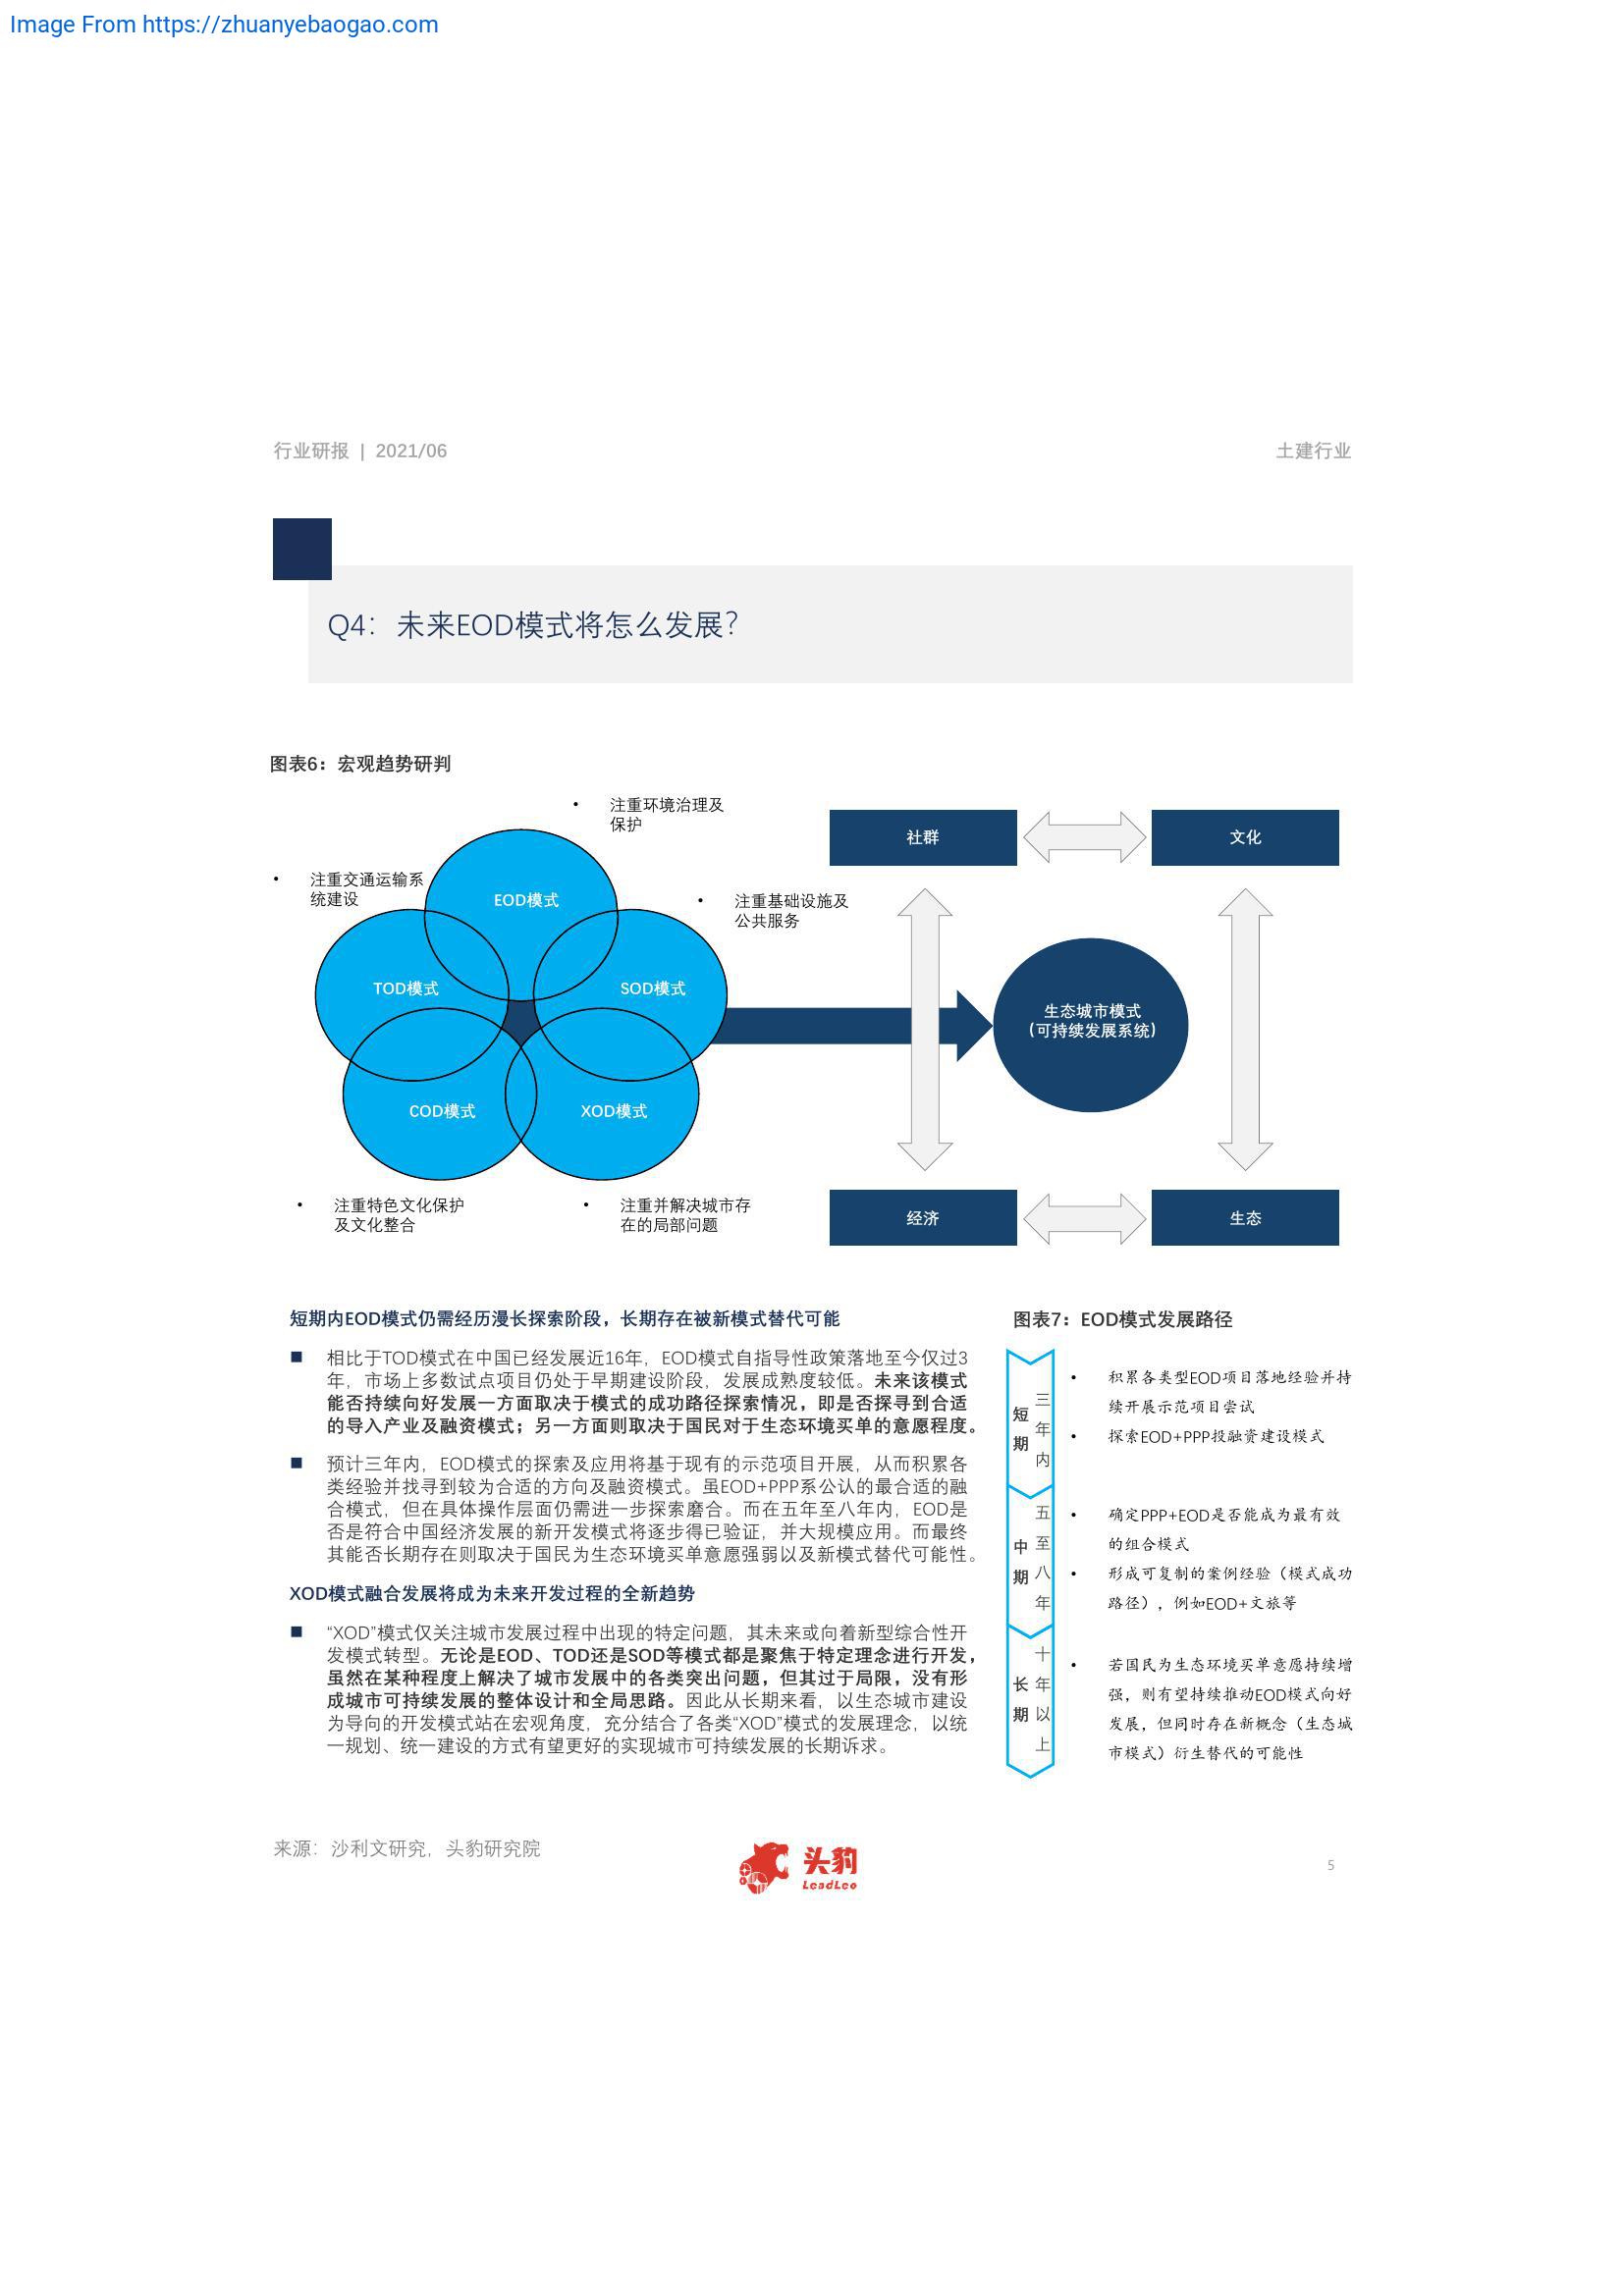 Image From https://zhuanyebaogao.com
行业研报 | 2021/06
土建行业
Q4：未来EOD模式将怎么发展？
图表6：宏观趋势研判
• 注重环境治理及
保护
• 注重交通运输系
统建设
• 注重基础设施及
公共服务
EOD模式
TOD模式
SOD模式
COD模式
XOD模式
• 注重特色文化保护
及文化整合
• 注重并解决城市存
在的局部问题
社群
文化
生态城市模式
（可持续发展系统）
经济
生态
短期内EOD模式仍需经历漫长探索阶段，长期存在被新模式替代可能
■ 相比于TOD模式在中国已经发展近16年，EOD模式自指导性政策落地至今仅过3
年，市场上多数试点项目仍处于早期建设阶段，发展成熟度较低。未来该模式
能否持续向好发展一方面取决于模式的成功路径探索情况，即是否探寻到合适
的导入产业及融资模式；另一方面则取决于国民对于生态环境买单的意愿程度。
■ 预计三年内，EOD模式的探索及应用将基于现有的示范项目开展，从而积累各
类经验并找寻到较为合适的方向及融资模式。虽EOD+PPP系公认的最合适的融
合模式，但在具体操作层面仍需进一步探索磨合。而在五年至八年内，EOD是
否是符合中国经济发展的新开发模式将逐步得已验证，并大规模应用。而最终
其能否长期存在则取决于国民为生态环境买单意愿强弱以及新模式替代可能性。
XOD模式融合发展将成为未来开发过程的全新趋势
■ “XOD”模式仅关注城市发展过程中出现的特定问题，其未来或向着新型综合性开
发模式转型。无论是EOD、TOD还是SOD等模式都是聚焦于特定理念进行开发，
虽然在某种程度上解决了城市发展中的各类突出问题，但其过于局限，没有形
成城市可持续发展的整体设计和全局思路。因此从长期来看，以生态城市建设
为导向的开发模式站在宏观角度，充分结合了各类“XOD”模式的发展理念，以统
一规划、统一建设的方式有望更好的实现城市可持续发展的长期诉求。
图表7：EOD模式发展路径
短期
三年内
• 积累各类型EOD项目落地经验并持
续开展示范项目尝试
• 探索EOD+PPP投融资建设模式
中期
五至八年
• 确定PPP+EOD是否能成为最有效
的组合模式
• 形成可复制的案例经验（模式成功
路径），例如EOD+文旅等
长期
十年以上
• 若国民为生态环境买单意愿持续增
强，则有望持续推动EOD模式向好
发展，但同时存在新概念（生态城
市模式）衍生替代的可能性
来源：沙利文研究，头豹研究院
头豹
LeadLeo
5